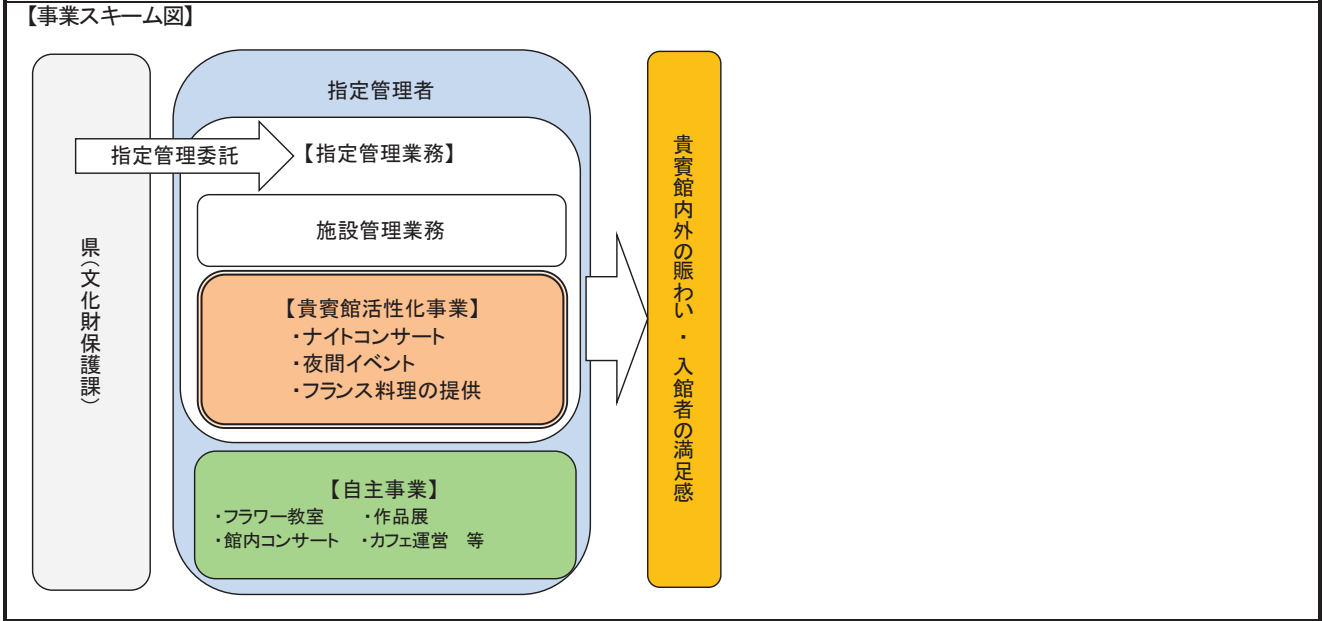 【事業スキーム図】
県（文化財保護課）
指定管理者
指定管理委託
【指定管理業務】
施設管理業務
【貴賓館活性化事業】
・ナイトコンサート
・夜間イベント
・フランス料理の提供
【自主事業】
・フラワー教室　　・作品展
・館内コンサート　・カフェ運営　等
貴賓館内外の賑わい・入館者の満足感